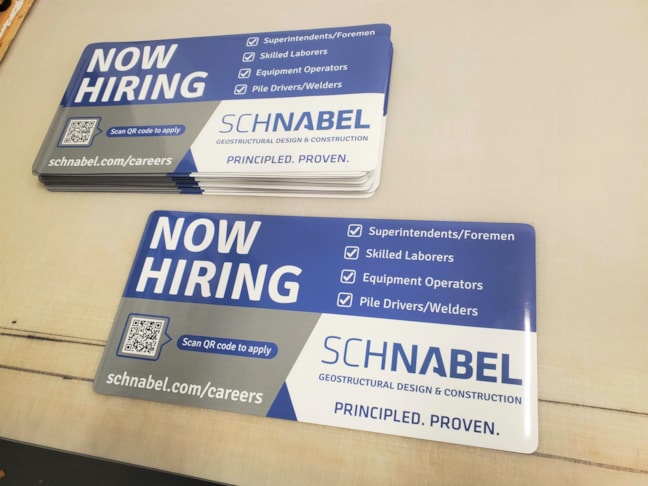 NOW
HIRING
Superintendents/Foremen
Skilled Laborers
Equipment Operators
Pile Drivers/Welders
Scan QR code to apply
schnabel.com/careers
SCHNABEL
GEOSTRUCTURAL DESIGN & CONSTRUCTION
PRINCIPLED. PROVEN.
NOW
HIRING
Superintendents/Foremen
Skilled Laborers
Equipment Operators
Pile Drivers/Welders
Scan QR code to apply
schnabel.com/careers
SCHNABEL
GEOSTRUCTURAL DESIGN & CONSTRUCTION
PRINCIPLED. PROVEN.